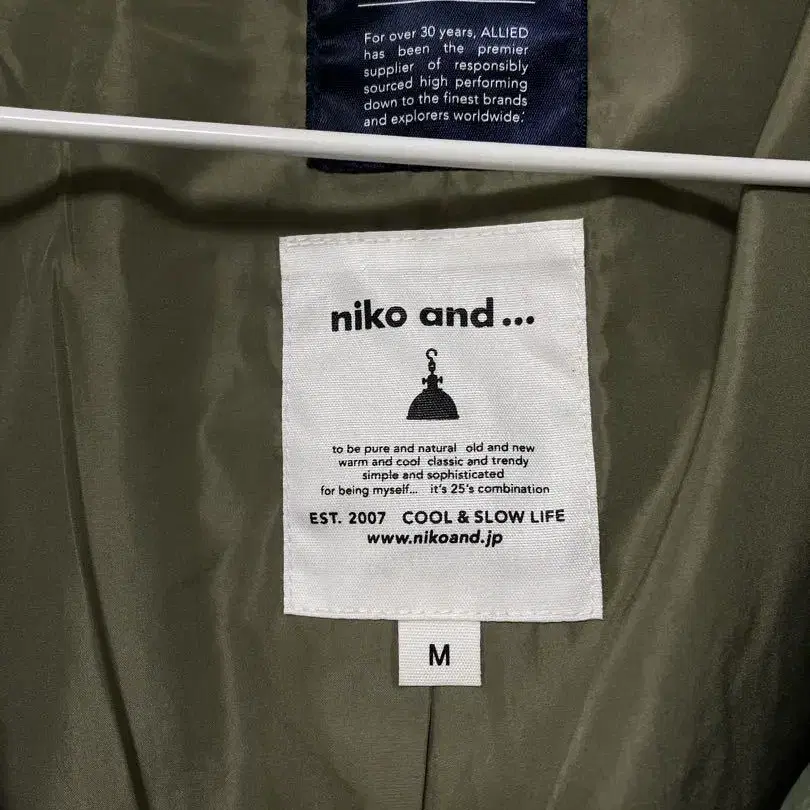 For over 30 years, ALLIED
has been the premier
supplier of responsibly
sourced high performing
down to the finest brands
and explorers worldwide.'
niko and ...
to be pure and natural old and new
warm and cool classic and trendy
simple and sophisticated
for being myself... it's 25's combination
EST. 2007 COOL & SLOW LIFE
www.nikoand.jp
M